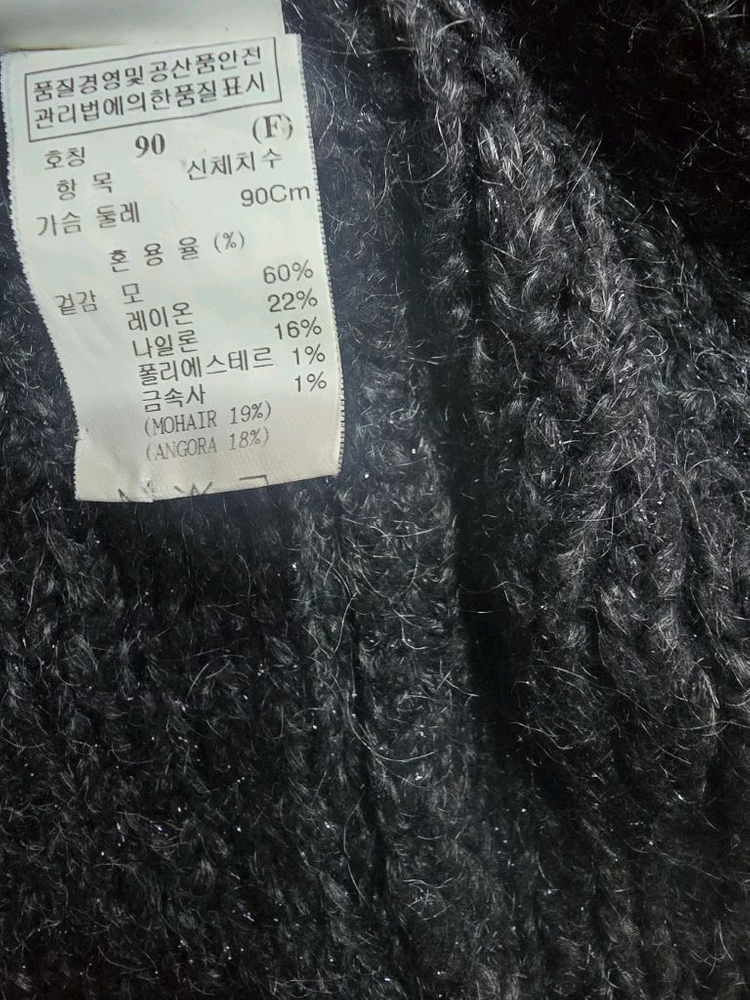 품질경영및공산품안전
관리법에의한품질표시
호칭 90 (F)
항 목 신체치수
가슴 둘레 90Cm
혼 용 율 (%)
겉감 모 60%
레이온 22%
나일론 16%
폴리에스테르 1%
금속사 1%
(MOHAIR 19%)
(ANGORA 18%)